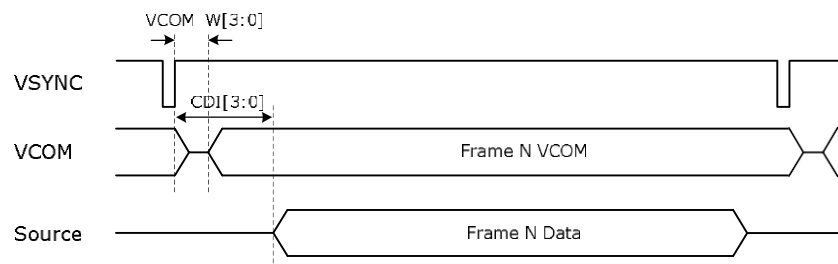 VCOM W[3:0]
VSYNC
CDI[3:0]
VCOM Frame N VCOM
Source Frame N Data